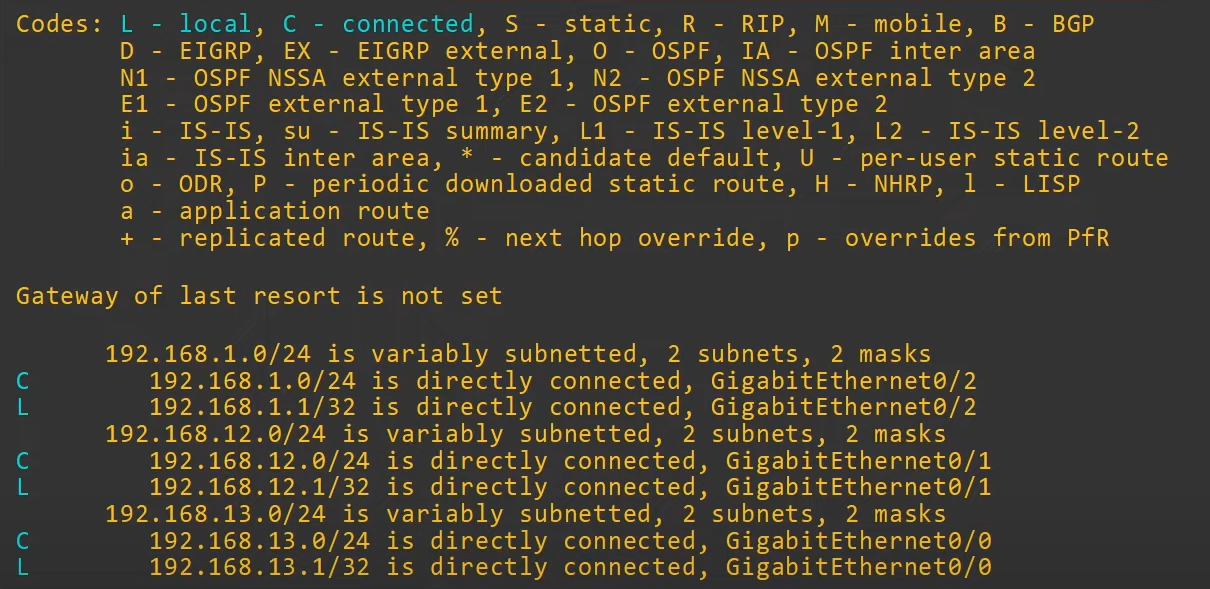 Codes: L - local, C - connected, S - static, R - RIP, M - mobile, B - BGP
D - EIGRP, EX - EIGRP external, O - OSPF, IA - OSPF inter area
N1 - OSPF NSSA external type 1, N2 - OSPF NSSA external type 2
E1 - OSPF external type 1, E2 - OSPF external type 2
i - IS-IS, su - IS-IS summary, L1 - IS-IS level-1, L2 - IS-IS level-2
ia - IS-IS inter area, * - candidate default, U - per-user static route
o - ODR, P - periodic downloaded static route, H - NHRP, l - LISP
a - application route
+ - replicated route, % - next hop override, p - overrides from PfR
Gateway of last resort is not set
192.168.1.0/24 is variably subnetted, 2 subnets, 2 masks
C 192.168.1.0/24 is directly connected, GigabitEthernet0/2
L 192.168.1.1/32 is directly connected, GigabitEthernet0/2
192.168.12.0/24 is variably subnetted, 2 subnets, 2 masks
C 192.168.12.0/24 is directly connected, GigabitEthernet0/1
L 192.168.12.1/32 is directly connected, GigabitEthernet0/1
192.168.13.0/24 is variably subnetted, 2 subnets, 2 masks
C 192.168.13.0/24 is directly connected, GigabitEthernet0/0
L 192.168.13.1/32 is directly connected, GigabitEthernet0/0